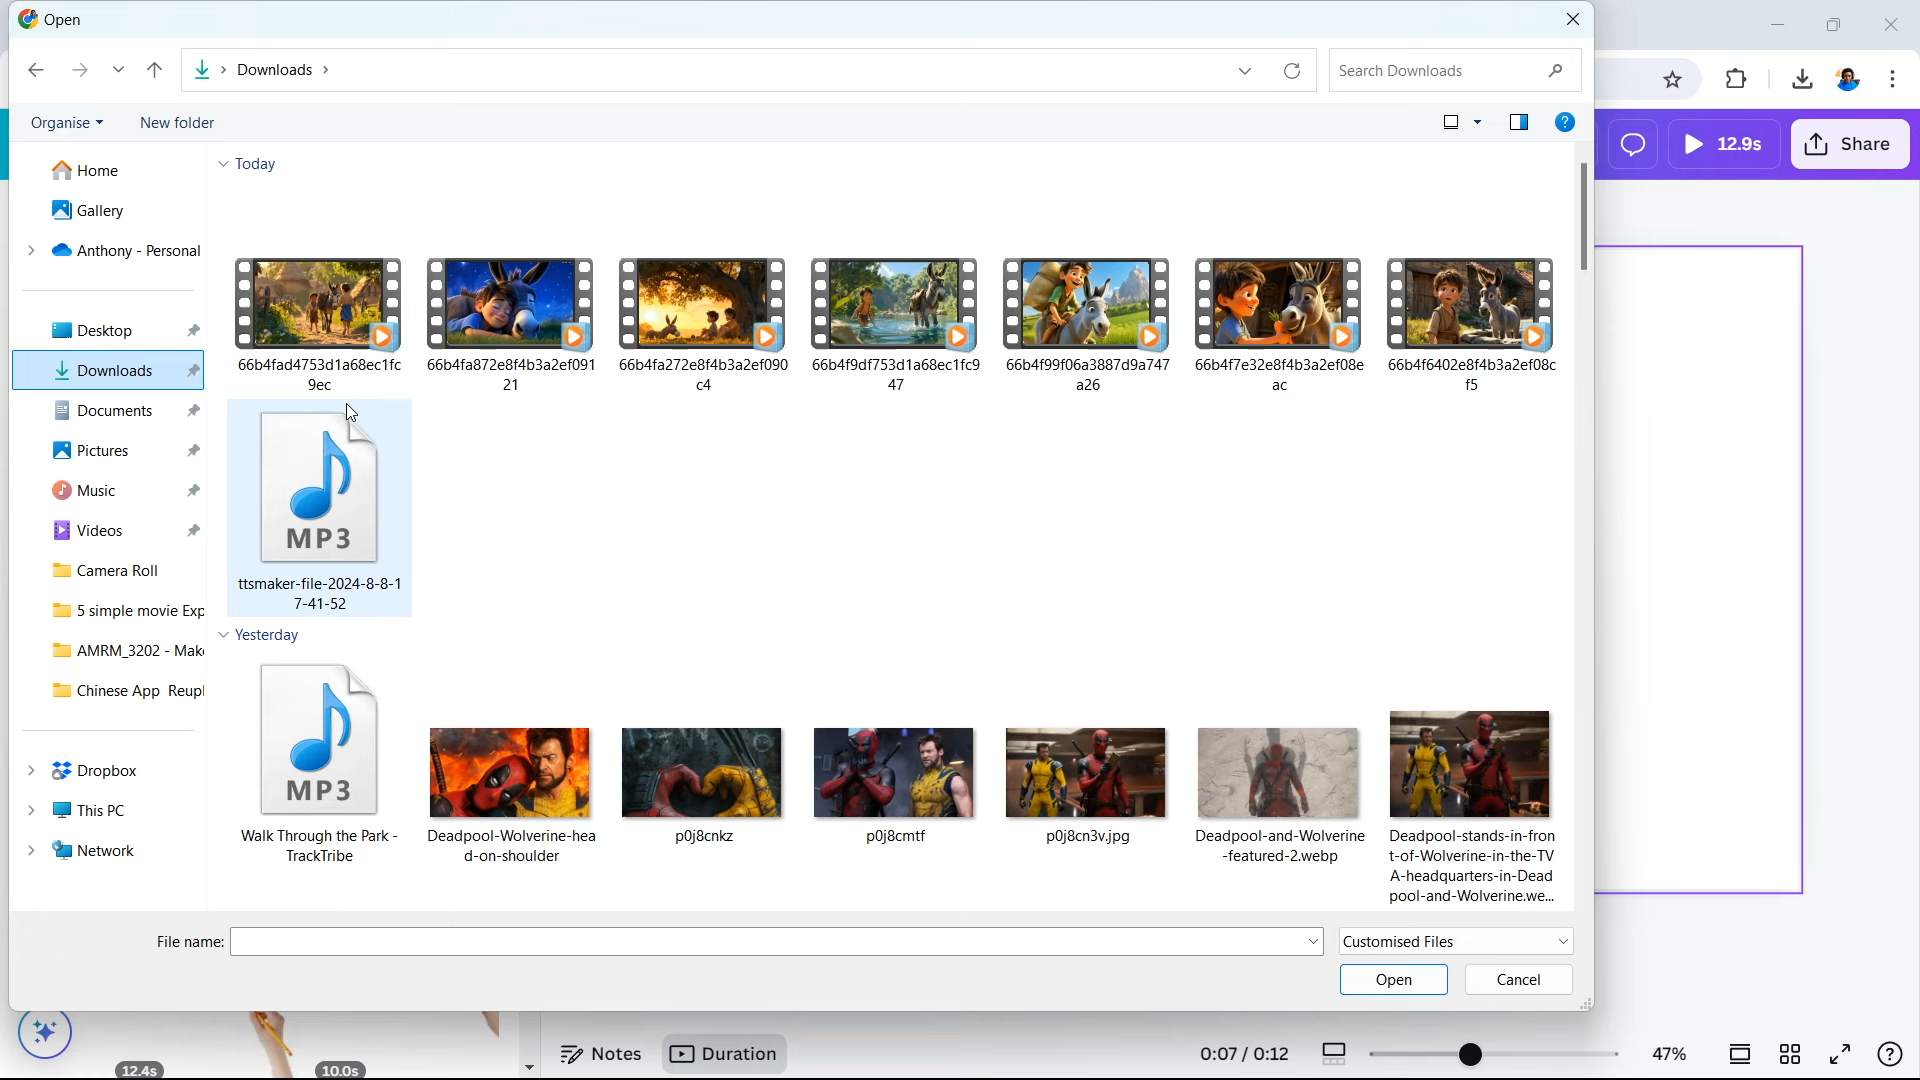 Open
Downloads
Search Downloads
12.9s
Share
Organise
New folder
Home
Gallery
Anthony - Personal
Desktop
Downloads
Documents
Pictures
Music
Videos
Camera Roll
5 simple movie Exp
AMRM_3202 - Mak
Chinese App Reupl
Dropbox
This PC
Network
Today
66b4fad4753d1a68ec1fc
9ec
66b4fa872e8f4b3a2ef091
21
66b4fa272e8f4b3a2ef090
c4
66b4f9df753d1a68ec1fc9
47
66b4f99f06a3887d9a747
a26
66b4f7e32e8f4b3a2ef08e
ac
66b4f6402e8f4b3a2ef08c
f5
MP3
ttsmaker-file-2024-8-8-1
7-41-52
Yesterday
MP3
Walk Through the Park -
TrackTribe
Deadpool-Wolverine-hea
d-on-shoulder
p0j8cnkz
p0j8cmtf
p0j8cn3v.jpg
Deadpool-and-Wolverine
-featured-2.webp
Deadpool-stands-in-fron
t-of-Wolverine-in-the-TV
A-headquarters-in-Dead
pool-and-Wolverine.we...
File name:
Customised Files
Open
Cancel
12.4s
10.0s
Notes
Duration
0:07 / 0:12
47%